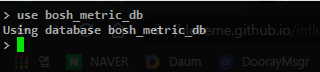 > use bosh_metric_db
Using database bosh_metric_db
>
NAVER
Daum
DoorayMsgr